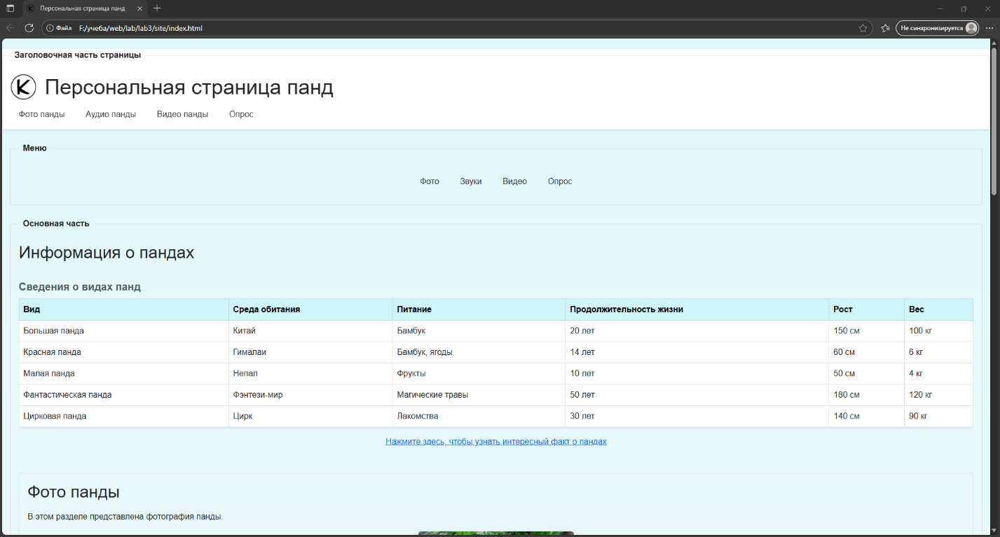 Персональная страница панд
Файл F:/учеба/web/lab/lab3/site/index.html Не синхронизируется
Заголовочная часть страницы
K Персональная страница панд
Фото панды Аудио панды Видео панды Опрос
Меню
Фото Звуки Видео Опрос
Основная часть
Информация о пандах
Сведения о видах панд
Вид Среда обитания Питание Продолжительность жизни Рост Вес
Большая панда Китай Бамбук 20 лет 150 см 100 кг
Красная панда Гималаи Бамбук, ягоды 14 лет 60 см 6 кг
Малая панда Непал Фрукты 10 лет 50 см 4 кг
Фантастическая панда Фэнтези-мир Магические травы 50 лет 180 см 120 кг
Цирковая панда Цирк Лакомства 30 лет 140 см 90 кг
Нажмите здесь, чтобы узнать интересный факт о пандах
Фото панды
В этом разделе представлена фотография панды.